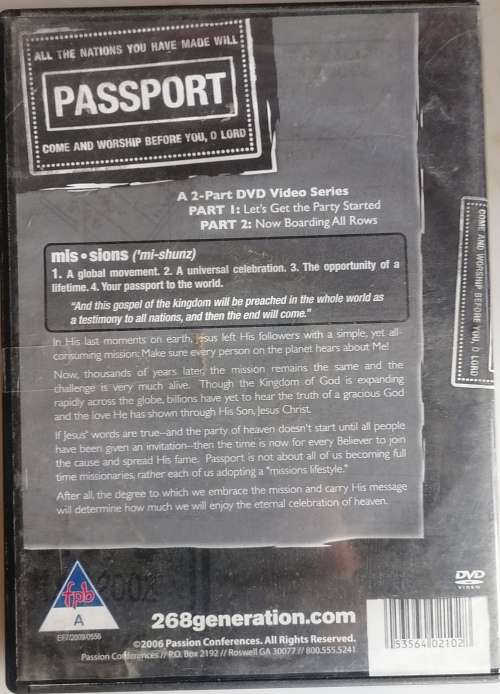 ALL THE NATIONS YOU HAVE MADE WILL
PASSPORT
COME AND WORSHIP BEFORE YOU, O LORD
A 2-Part DVD Video Series
PART 1: Let's Get the Party Started
PART 2: Now Boarding All Rows
mis•sions ('mi-shunz)
1. A global movement. 2. A universal celebration. 3. The opportunity of a
lifetime. 4. Your passport to the world.
"And this gospel of the kingdom will be preached in the whole world as
a testimony to all nations, and then the end will come."
In His last moments on earth, Jesus left His followers with a simple, yet all-
consuming mission: Make sure every person on the planet hears about Me!
Now, thousands of years later, the mission remains the same and the
challenge is very much alive. Though the Kingdom of God is expanding
rapidly across the globe, billions have yet to hear the truth of a gracious God
and the love He has shown through His Son, Jesus Christ.
If Jesus' words are true--and the party of heaven doesn't start until all people
have been given an invitation--then the time is now for every Believer to join
the cause and spread His fame. Passport is not about all of us becoming full
time missionaries, rather each of us adopting a "missions lifestyle."
After all, the degree to which we embrace the mission and carry His message
will determine how much we will enjoy the eternal celebration of heaven.
COME AND WORSHIP BEFORE YOU, O LORD
fpb
A
EF7/2009/0556
268generation.com
©2006 Passion Conferences. All Rights Reserved.
Passion Conferences // P.O. Box 2192 // Roswell GA 30077 // 800.555.5241
DVD
VIDEO
53564 02102